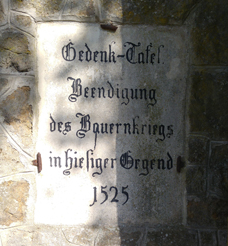 Gedenk-Tafel
Beendigung
des Bauernkriegs
in hiesiger Gegend
1525